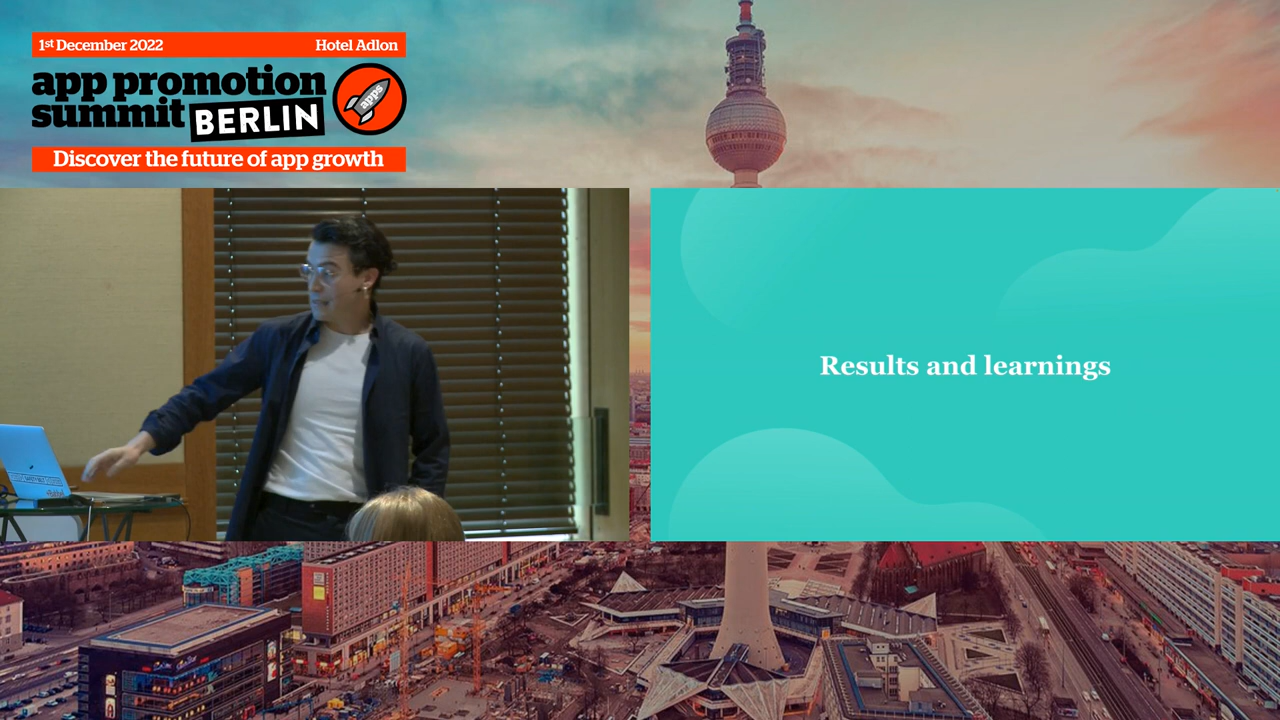 1st December 2022
Hotel Adlon
app promotion
summit BERLIN
apps
Discover the future of app growth
Results and learnings